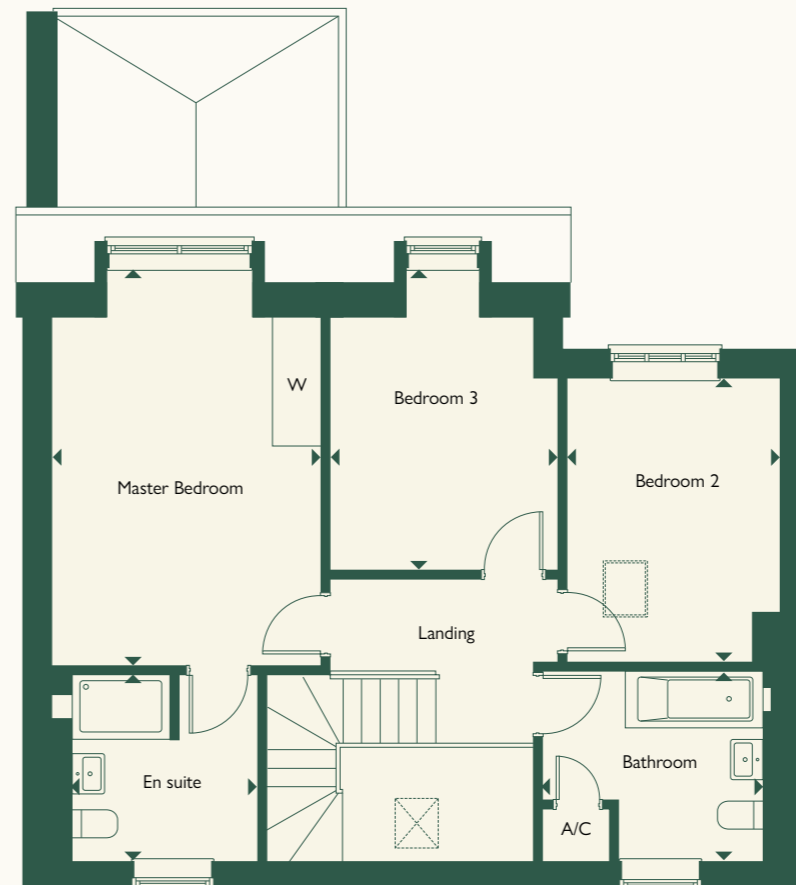 W
Bedroom 3
Master Bedroom
Bedroom 2
Landing
En suite
Bathroom
A/C